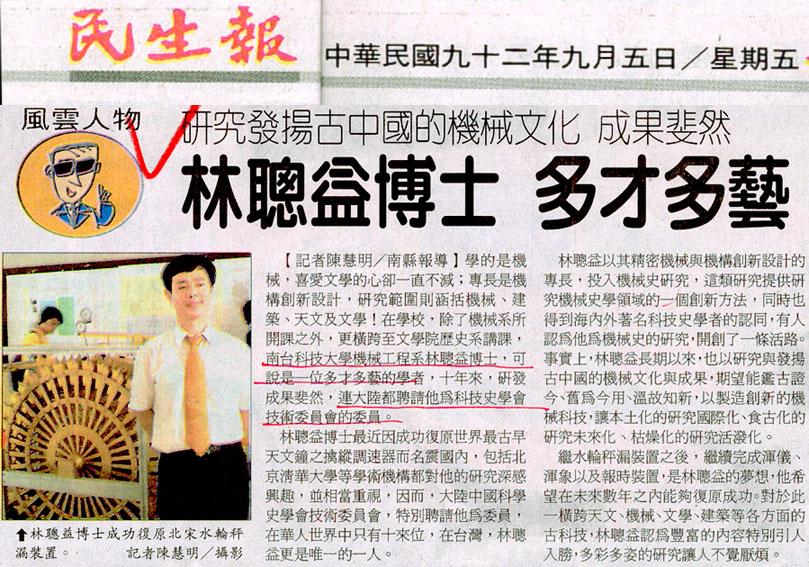 民生報
中華民國九十二年九月五日／星期五
風雲人物
研究發揚古中國的機械文化 成果斐然
林聰益博士 多才多藝
【記者陳慧明／南縣報導】學的是機
械，喜愛文學的心卻一直不減；專長是機
構創新設計，研究範圍則涵括機械、建
築、天文及文學！在學校，除了機械系所
開課之外，更橫跨至文學院歷史系講課，
南台科技大學機械工程系林聰益博士，可
說是一位多才多藝的學者，十年來，研發
成果斐然，連大陸都聘請他為科技史學會
技術委員會的委員。
林聰益博士最近因成功復原世界最古早
天文鐘之擒縱調速器而名震國內，包括北
京清華大學等學術機構都對他的研究深感
興趣，並相當重視，因而，大陸中國科學
史學會技術委員會，特別聘請他為委員，
在華人世界中只有十來位，在台灣，林聰
益更是唯一的一人。
林聰益以其精密機械與機構創新設計的
專長，投入機械史研究，這類研究提供研
究機械史學領域的一個創新方法，同時也
得到海內外著名科技史學者的認同，有人
認為他為機械史的研究，開創了一條活路。
事實上，林聰益長期以來，也以研究與發揚
古中國的機械文化與成果，期望能鑑古證
今、舊為今用、溫故知新，以製造創新的機
械科技，讓本土化的研究國際化、食古化的
研究未來化、枯燥化的研究活潑化。
繼水輪秤漏裝置之後，繼續完成渾儀、
渾象以及報時裝置，是林聰益的夢想，他希
望在未來數年之內能夠復原成功。對於此
一橫跨天文、機械、文學、建築等各方面的
古科技，林聰益認為豐富的內容特別引人
入勝，多彩多姿的研究讓人不覺厭煩。
⬆林聰益博士成功復原北宋水輪秤
漏裝置。 記者陳慧明／攝影